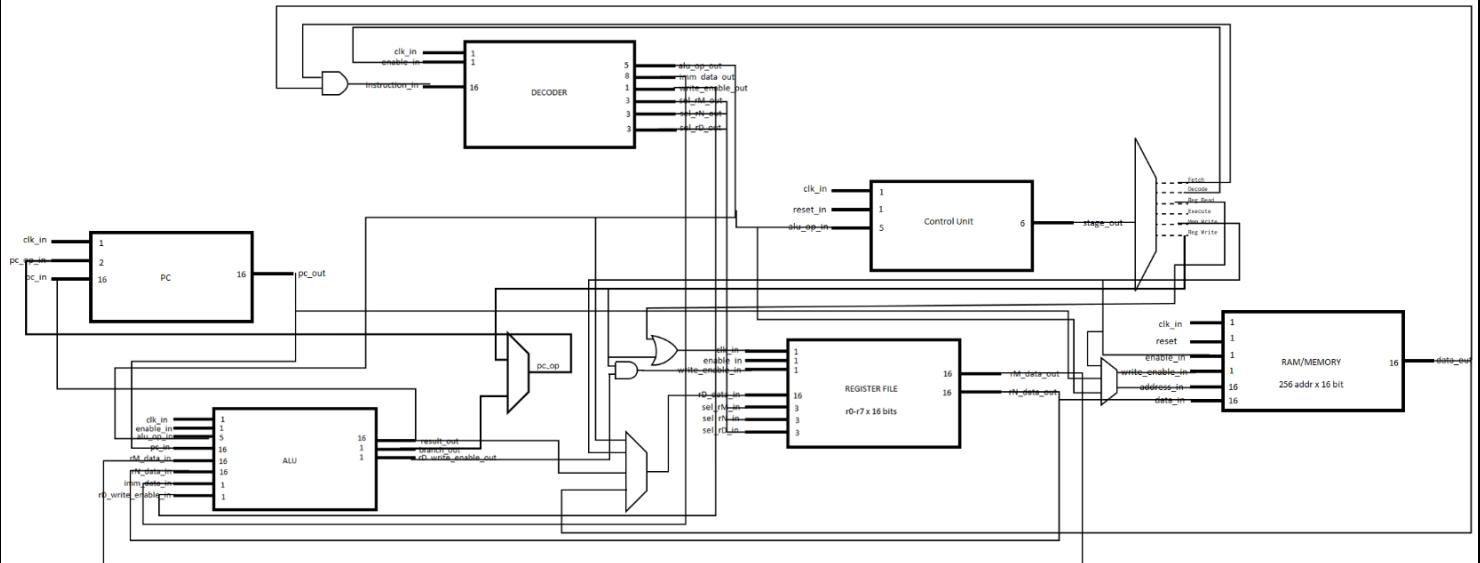 clk_in
enable_in
instruction_in
1
1
16
DECODER
5
8
1
3
3
3
alu_op_out
imm_data_out
write_enable_out
sel_rM_out
sel_rN_out
sel_rD_out
clk_in
reset_in
alu_op_in
1
1
5
Control Unit
6
stage_out
Fetch
Decode
Reg Read
Execute
Mem Write
Reg Write
clk_in
pc_op_in
pc_in
1
2
16
PC
16
pc_out
pc_op
clk_in
enable_in
write_enable_in
rD_data_in
sel_rM_in
sel_rN_in
sel_rD_in
1
1
1
16
3
3
3
REGISTER FILE
r0-r7 x 16 bits
16
16
rM_data_out
rN_data_out
clk_in
reset
enable_in
write_enable_in
address_in
data_in
1
1
1
1
16
16
RAM/MEMORY
256 addr x 16 bit
16
data_out
clk_in
enable_in
alu_op_in
pc_in
rM_data_in
rN_data_in
imm_data_in
rD_write_enable_in
1
1
5
16
16
16
1
1
ALU
16
1
1
result_out
branch_out
rD_write_enable_out